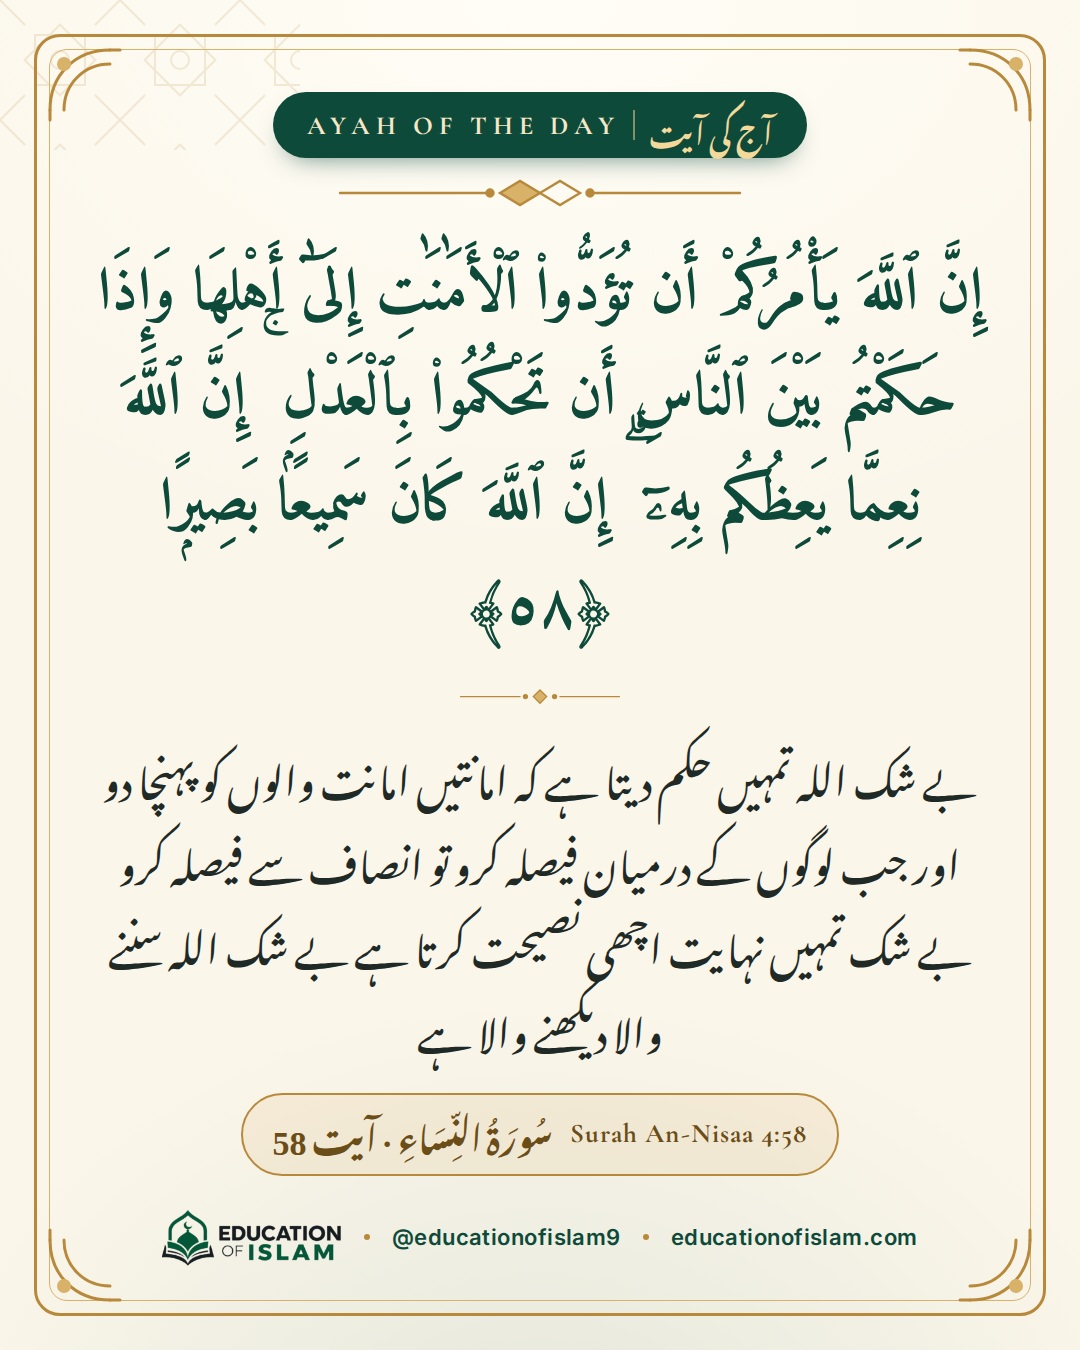 AYAH OF THE DAY | آج کی آیت
إِنَّ ٱللَّهَ يَأْمُرُكُمْ أَن تُؤَدُّوا۟ ٱلْأَمَـٰنَـٰتِ إِلَىٰٓ أَهْلِهَا وَإِذَا
حَكَمْتُم بَيْنَ ٱلنَّاسِ أَن تَحْكُمُوا۟ بِٱلْعَدْلِ ۚ إِنَّ ٱللَّهَ
نِعِمَّا يَعِظُكُم بِهِۦٓ ۗ إِنَّ ٱللَّهَ كَانَ سَمِيعًۢا بَصِيرًۭا
﴿٥٨﴾
بے شک اللہ تمہیں حکم دیتا ہے کہ امانتیں امانت والوں کو پہنچا دو
اور جب لوگوں کے درمیان فیصلہ کرو تو انصاف سے فیصلہ کرو
بے شک تمہیں نہایت اچھی نصیحت کرتا ہے بے شک اللہ سننے
والا دیکھنے والا ہے
سُورَةُ النِّسَاءِ · آیت 58 Surah An-Nisaa 4:58
EDUCATION OF ISLAM • @educationofislam9 • educationofislam.com